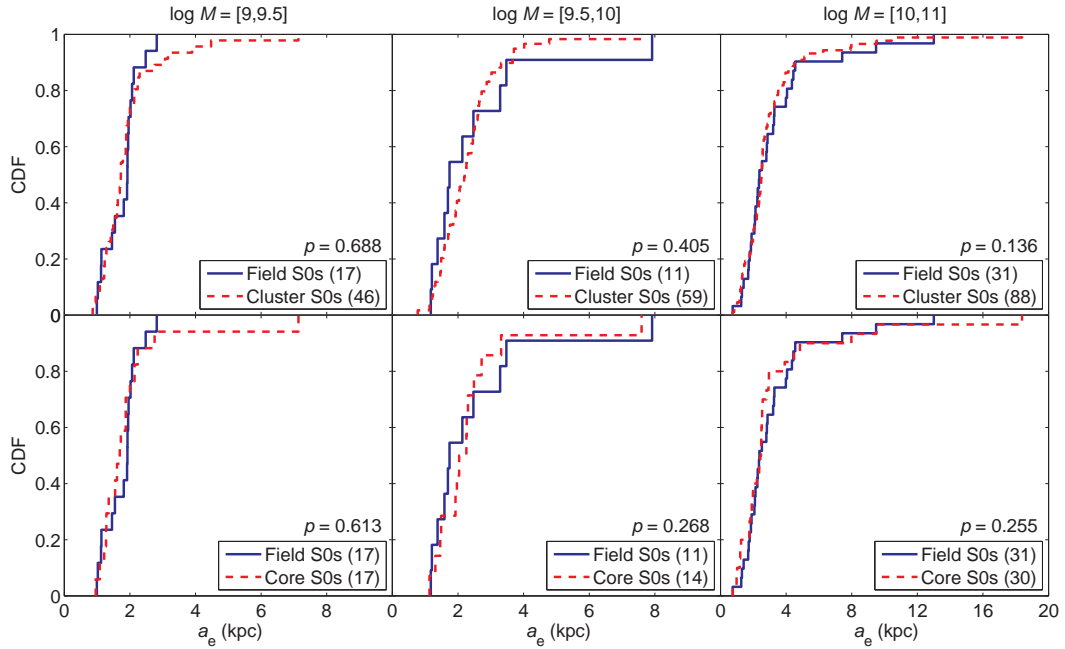 log M = [9,9.5] log M = [9.5,10] log M = [10,11]
1
0.8
0.6
0.4
0.2
0
CDF
p = 0.688
Field S0s (17)
Cluster S0s (46)
p = 0.405
Field S0s (11)
Cluster S0s (59)
p = 0.136
Field S0s (31)
Cluster S0s (88)
0.8
0.6
0.4
0.2
0
CDF
p = 0.613
Field S0s (17)
Core S0s (17)
p = 0.268
Field S0s (11)
Core S0s (14)
p = 0.255
Field S0s (31)
Core S0s (30)
0 2 4 6 8 0 2 4 6 8 0 4 8 12 16 20
ae (kpc) ae (kpc) ae (kpc)